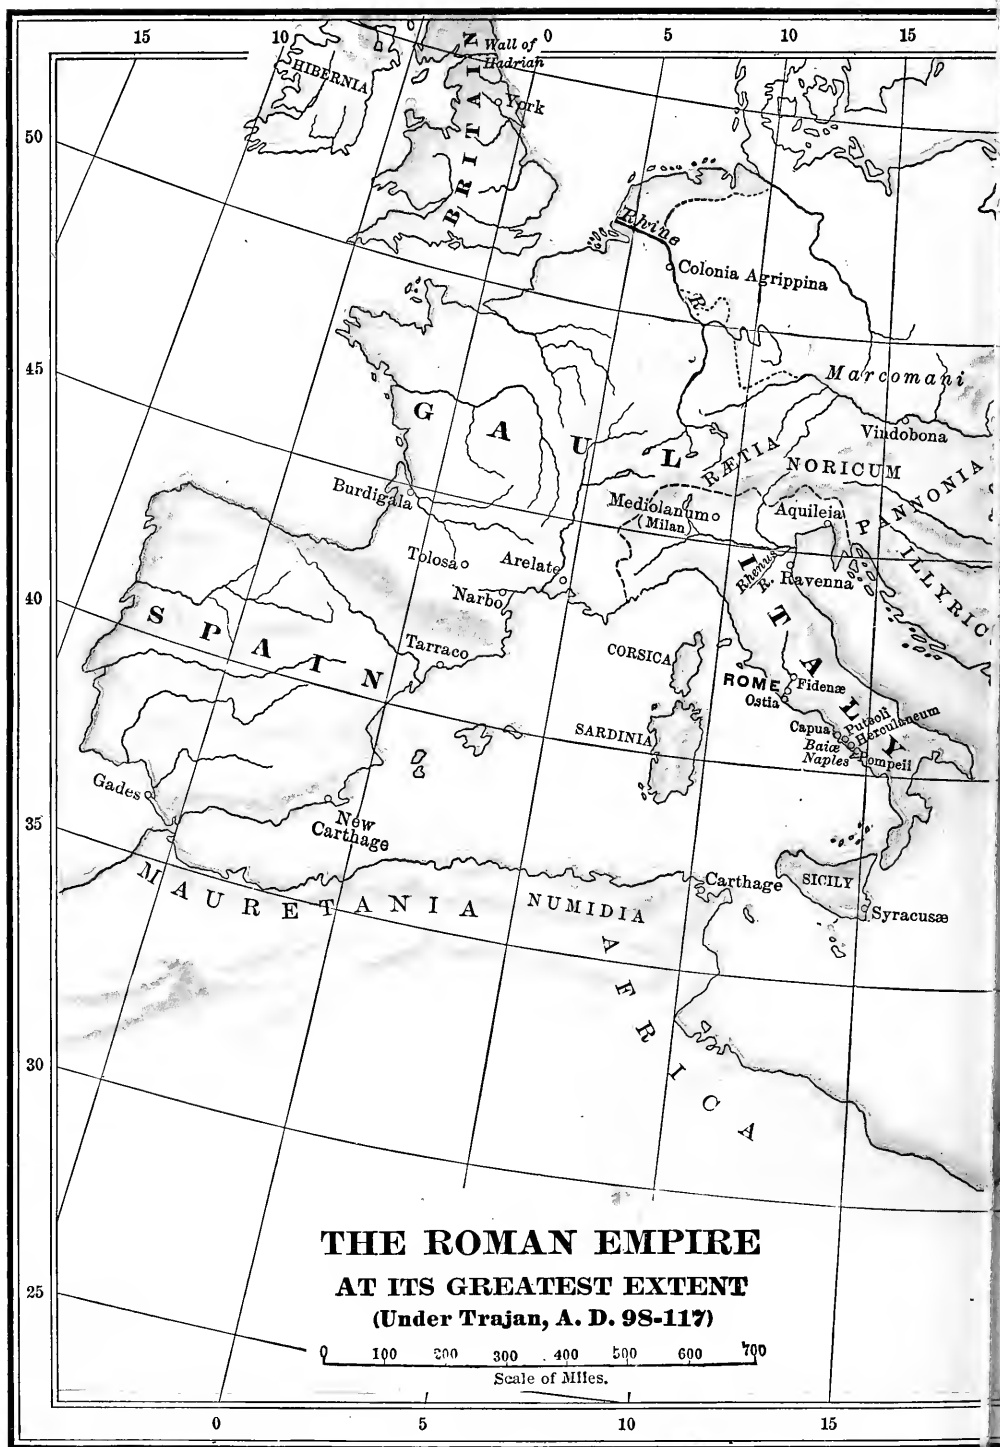 15 10 0 5 10 15
Wall of
Hadrian
HIBERNIA
BRITAIN
York
50
Rhine
Colonia Agrippina
R.
45
Marcomani
GAUL
Vindobona
RÆTIA
NORICUM
PANNONIA
Burdigala
Mediolanum
(Milan)
Aquileia
ILLYRIC
Tolosa
Arelate
Rhenus
R.
Ravenna
Narbo
40
SPAIN
ITALY
Tarraco
CORSICA
ROME
Fidenæ
Ostia
SARDINIA
Capua
Puteoli
Herculaneum
Baiæ
Naples
Pompeii
Gades
New
Carthage
35
MAURETANIA
NUMIDIA
Carthage
SICILY
Syracusæ
AFRICA
30
THE ROMAN EMPIRE
AT ITS GREATEST EXTENT
(Under Trajan, A. D. 98-117)
25
0 100 200 300 400 500 600 700
Scale of Miles.
0 5 10 15